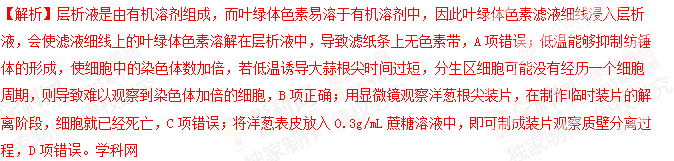 【解析】层析液是由有机溶剂组成，而叶绿体色素易溶于有机溶剂中，因此叶绿体色素滤液细线浸入层析
液，会使滤液细线上的叶绿体色素溶解在层析液中，导致滤纸条上无色素带，A项错误；低温能够抑制纺锤
体的形成，使细胞中的染色体数加倍，若低温诱导大蒜根尖时间过短，分生区细胞可能没有经历一个细胞
周期，则导致难以观察到染色体加倍的细胞，B项正确；用显微镜观察洋葱根尖装片，在制作临时装片的解
离阶段，细胞就已经死亡，C项错误；将洋葱表皮放入0.3g/mL蔗糖溶液中，即可制成装片观察质壁分离过
程，D项错误。学科网